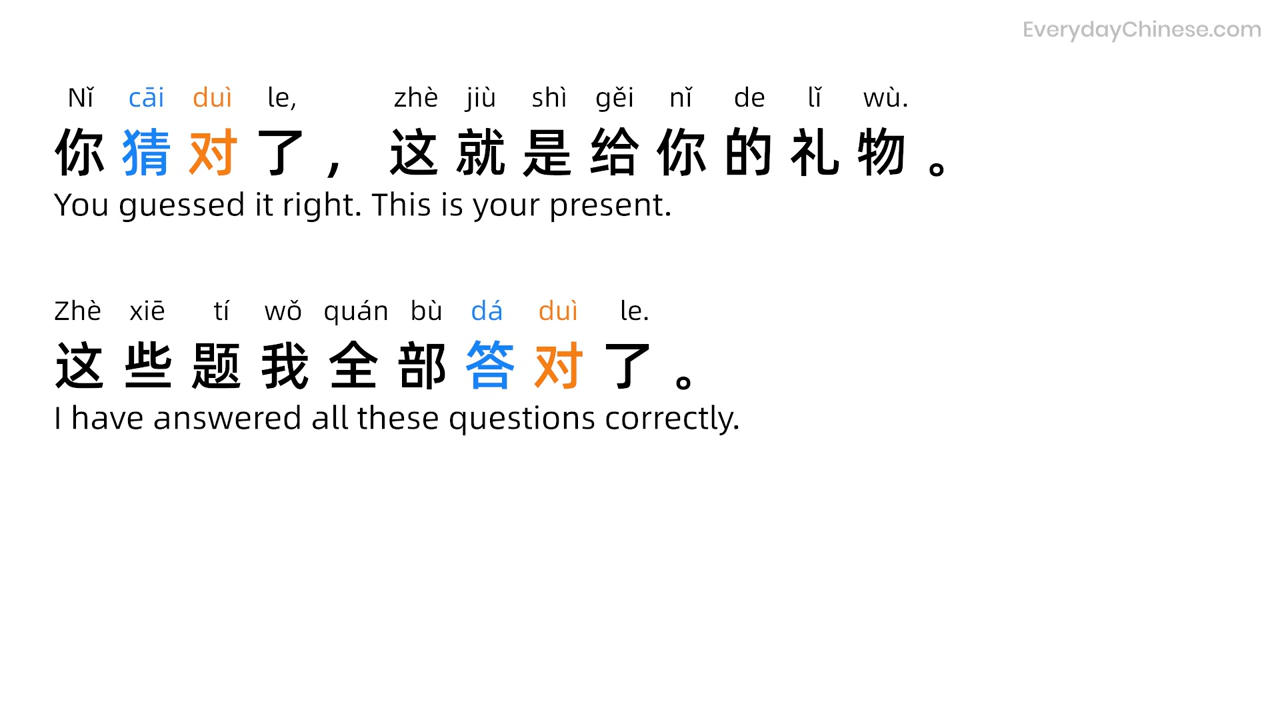 EverydayChinese.com
Nǐ cāi duì le, zhè jiù shì gěi nǐ de lǐ wù.
你猜对了，这就是给你的礼物。
You guessed it right. This is your present.
Zhè xiē tí wǒ quán bù dá duì le.
这些题我全部答对了。
I have answered all these questions correctly.